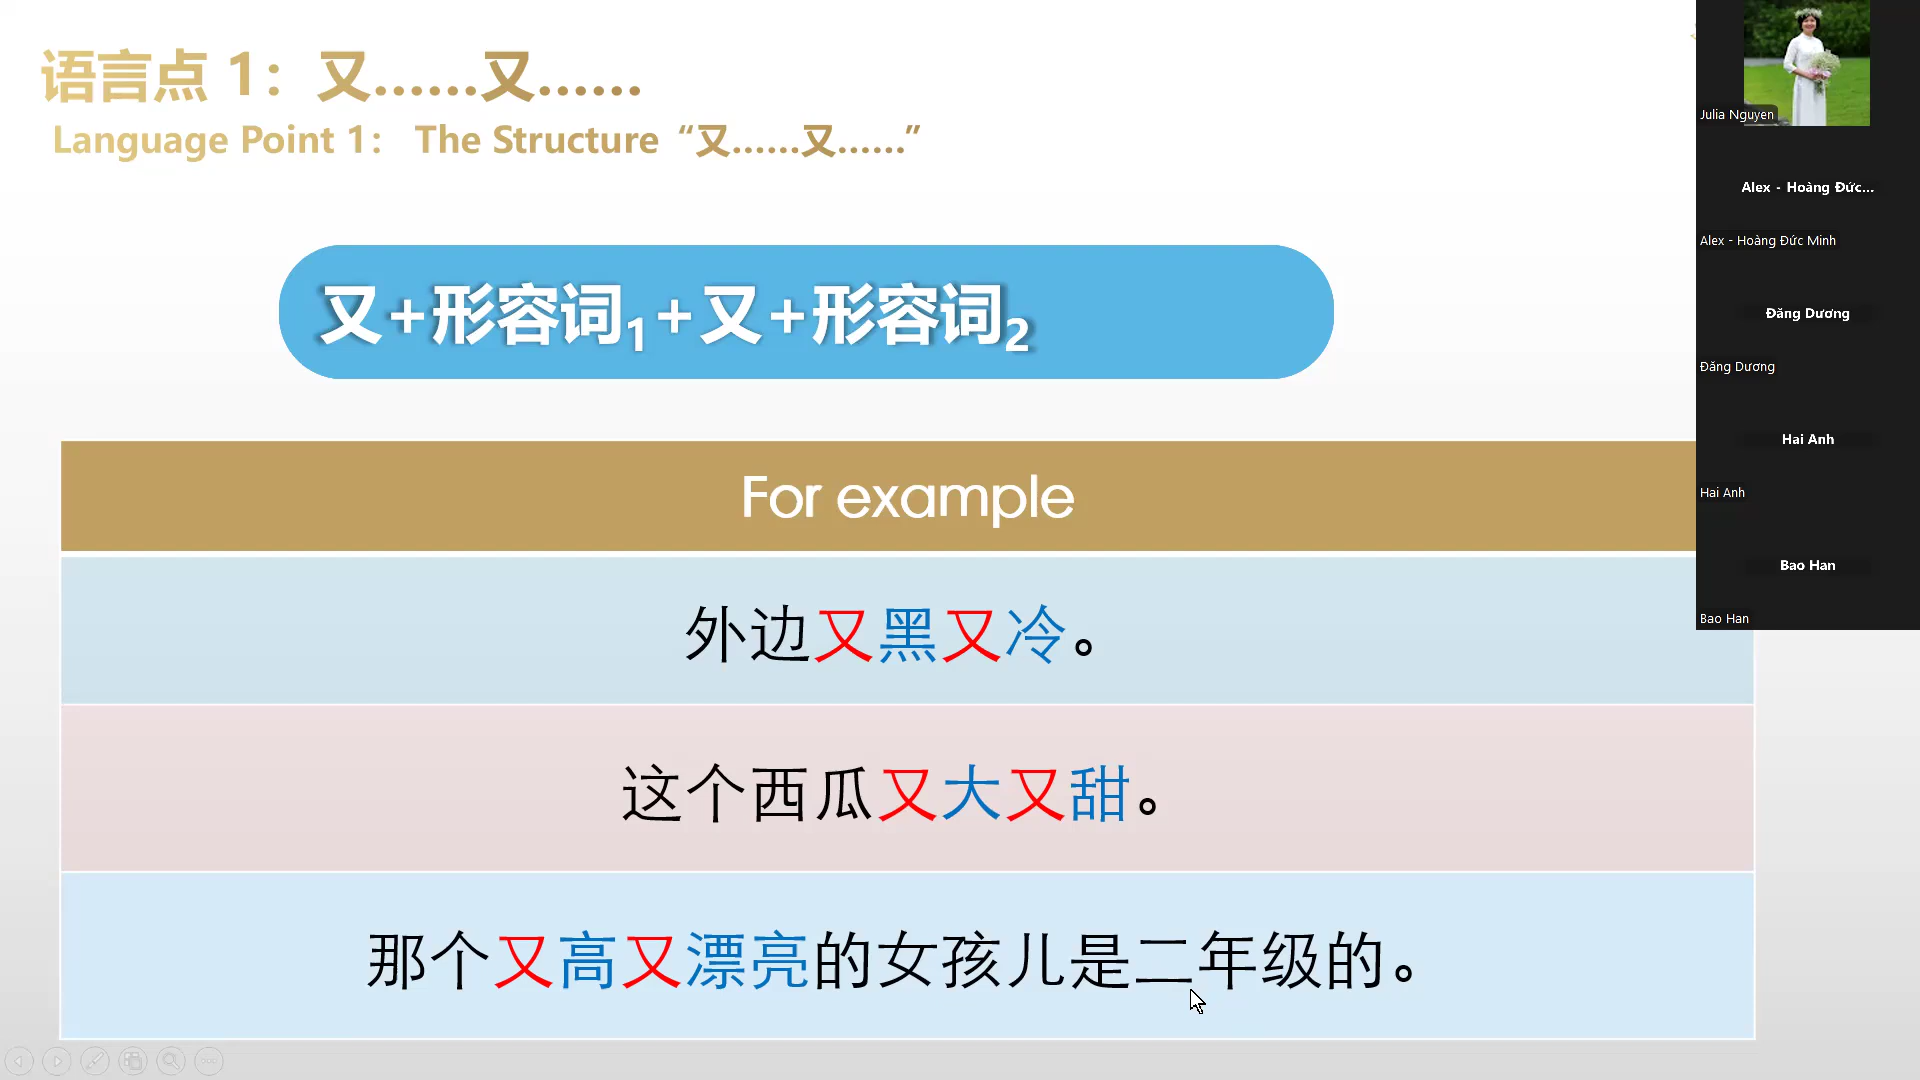 语言点 1：又……又……
Language Point 1： The Structure “又……又……”
又+形容词1+又+形容词2
For example
外边又黑又冷。
这个西瓜又大又甜。
那个又高又漂亮的女孩儿是二年级的。
Julia Nguyen
Alex - Hoàng Đức...
Alex - Hoàng Đức Minh
Đăng Dương
Đăng Dương
Hai Anh
Hai Anh
Bao Han
Bao Han